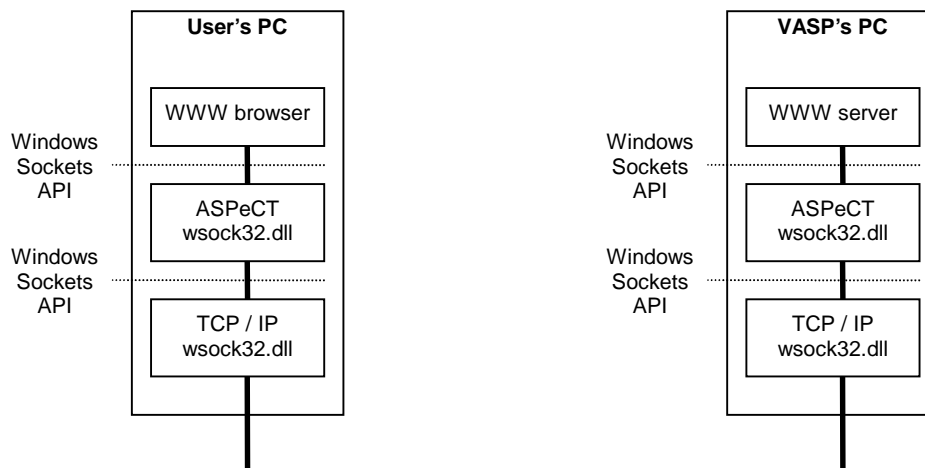 User’s PC
WWW browser
Windows
Sockets
API
ASPeCT
wsock32.dll
Windows
Sockets
API
TCP / IP
wsock32.dll
VASP’s PC
WWW server
Windows
Sockets
API
ASPeCT
wsock32.dll
Windows
Sockets
API
TCP / IP
wsock32.dll